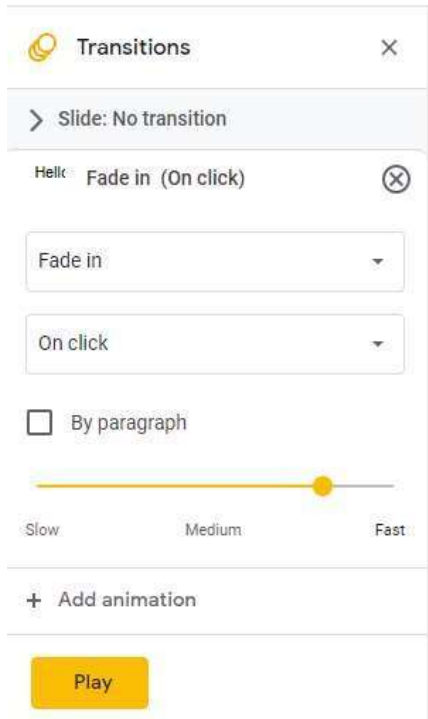 Transitions
Slide: No transition
Hello Fade in (On click)
Fade in
On click
By paragraph
Slow Medium Fast
+ Add animation
Play